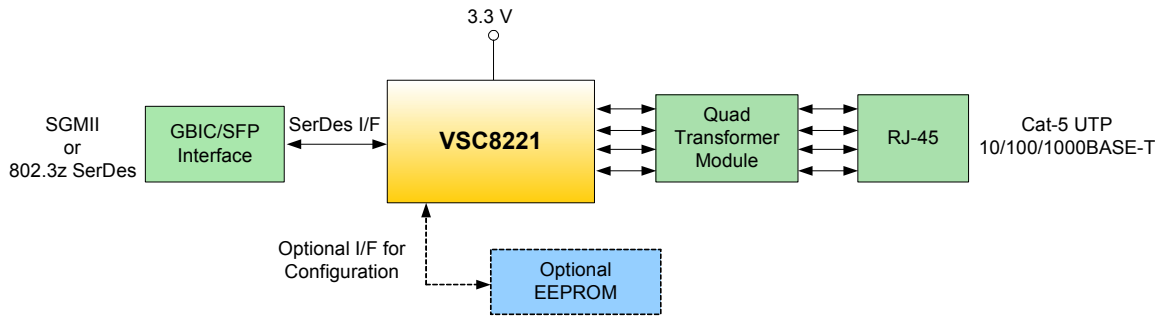 3.3 V
SGMII
or
802.3z SerDes
GBIC/SFP
Interface
SerDes I/F
VSC8221
Quad
Transformer
Module
RJ-45
Cat-5 UTP
10/100/1000BASE-T
Optional I/F for
Configuration
Optional
EEPROM